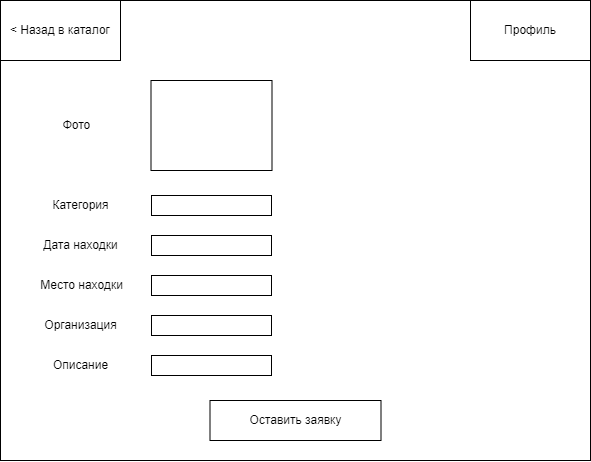 < Назад в каталог
Профиль
Фото
Категория
Дата находки
Место находки
Организация
Описание
Оставить заявку